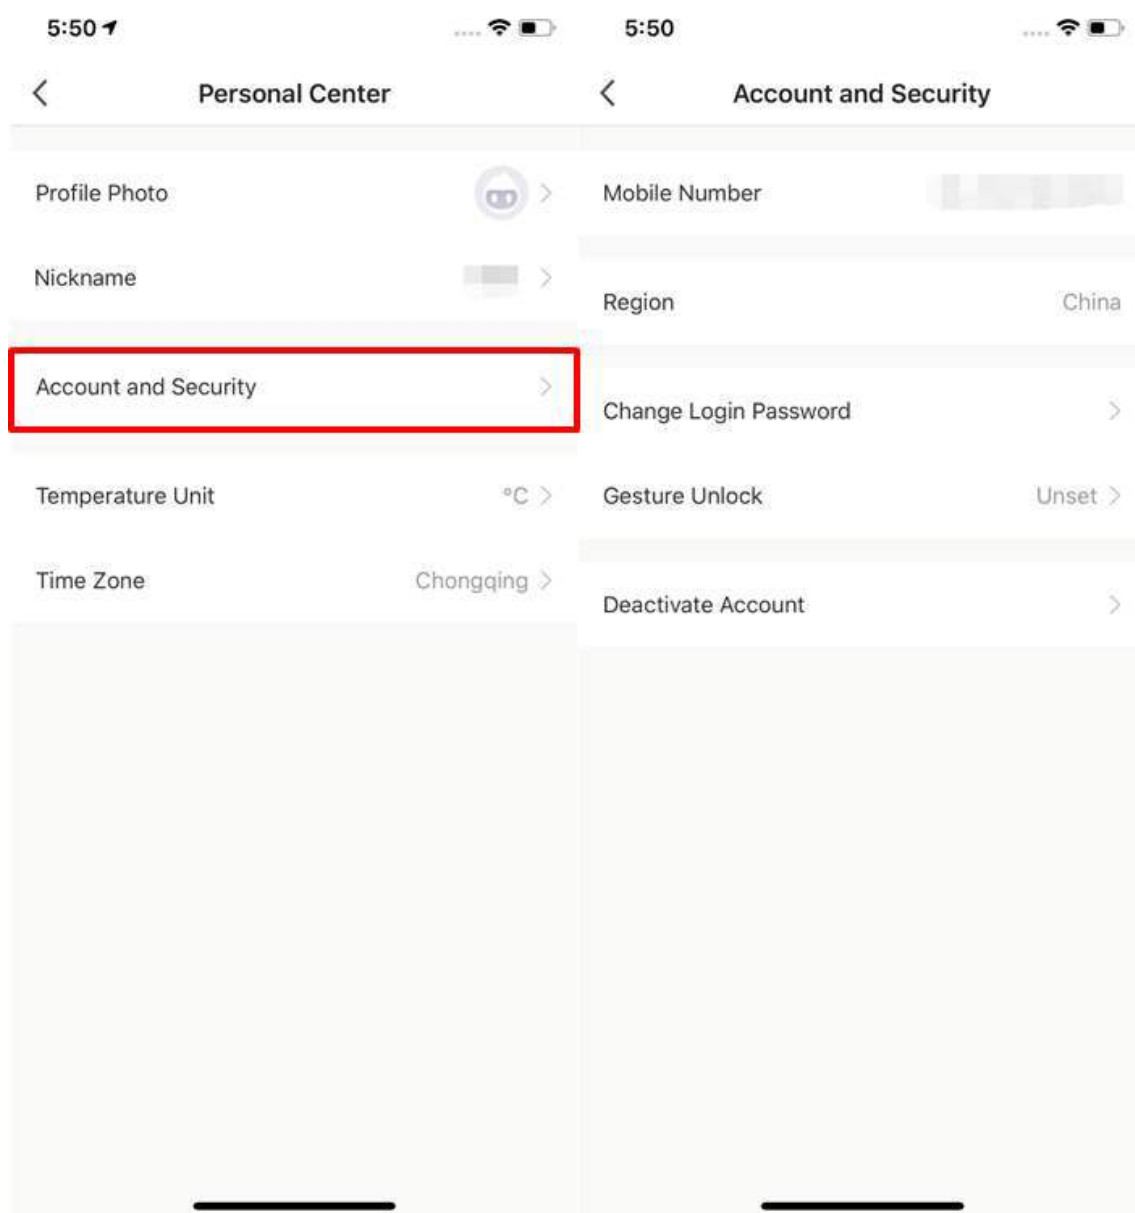 5:50
Personal Center
Profile Photo
Nickname
Account and Security
Temperature Unit °C
Time Zone Chongqing
5:50
Account and Security
Mobile Number
Region China
Change Login Password
Gesture Unlock Unset
Deactivate Account